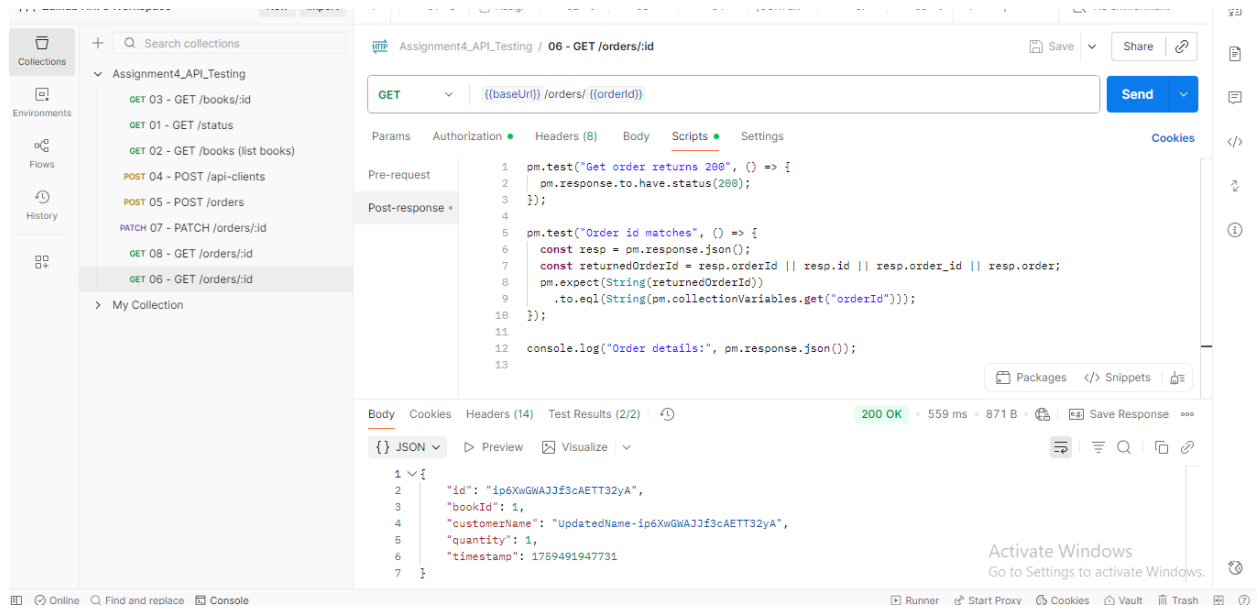 Search collections
Collections
Environments
Flows
History
Assignment4_API_Testing
GET 03 - GET /books/:id
GET 01 - GET /status
GET 02 - GET /books (list books)
POST 04 - POST /api-clients
POST 05 - POST /orders
PATCH 07 - PATCH /orders/:id
GET 08 - GET /orders/:id
GET 06 - GET /orders/:id
My Collection
HTTP Assignment4_API_Testing / 06 - GET /orders/:id
Save Share
GET {{baseUrl}} /orders/ {{orderId}} Send
Params Authorization Headers (8) Body Scripts Settings Cookies
Pre-request
Post-response
1 pm.test("Get order returns 200", () => {
2 pm.response.to.have.status(200);
3 });
4
5 pm.test("Order id matches", () => {
6 const resp = pm.response.json();
7 const returnedOrderId = resp.orderId || resp.id || resp.order_id || resp.order;
8 pm.expect(String(returnedOrderId))
9 .to.eql(String(pm.collectionVariables.get("orderId")));
10 });
11
12 console.log("Order details:", pm.response.json());
13
Packages </> Snippets
Body Cookies Headers (14) Test Results (2/2) 200 OK 559 ms 871 B Save Response
{} JSON Preview Visualize
1 {
2 "id": "ip6XwGWAJJf3cAETT32yA",
3 "bookId": 1,
4 "customerName": "UpdatedName-ip6XwGWAJJf3cAETT32yA",
5 "quantity": 1,
6 "timestamp": 1759491947731
7 }
Activate Windows
Go to Settings to activate Windows.
Online Find and replace Console Runner Start Proxy Cookies Vault Trash